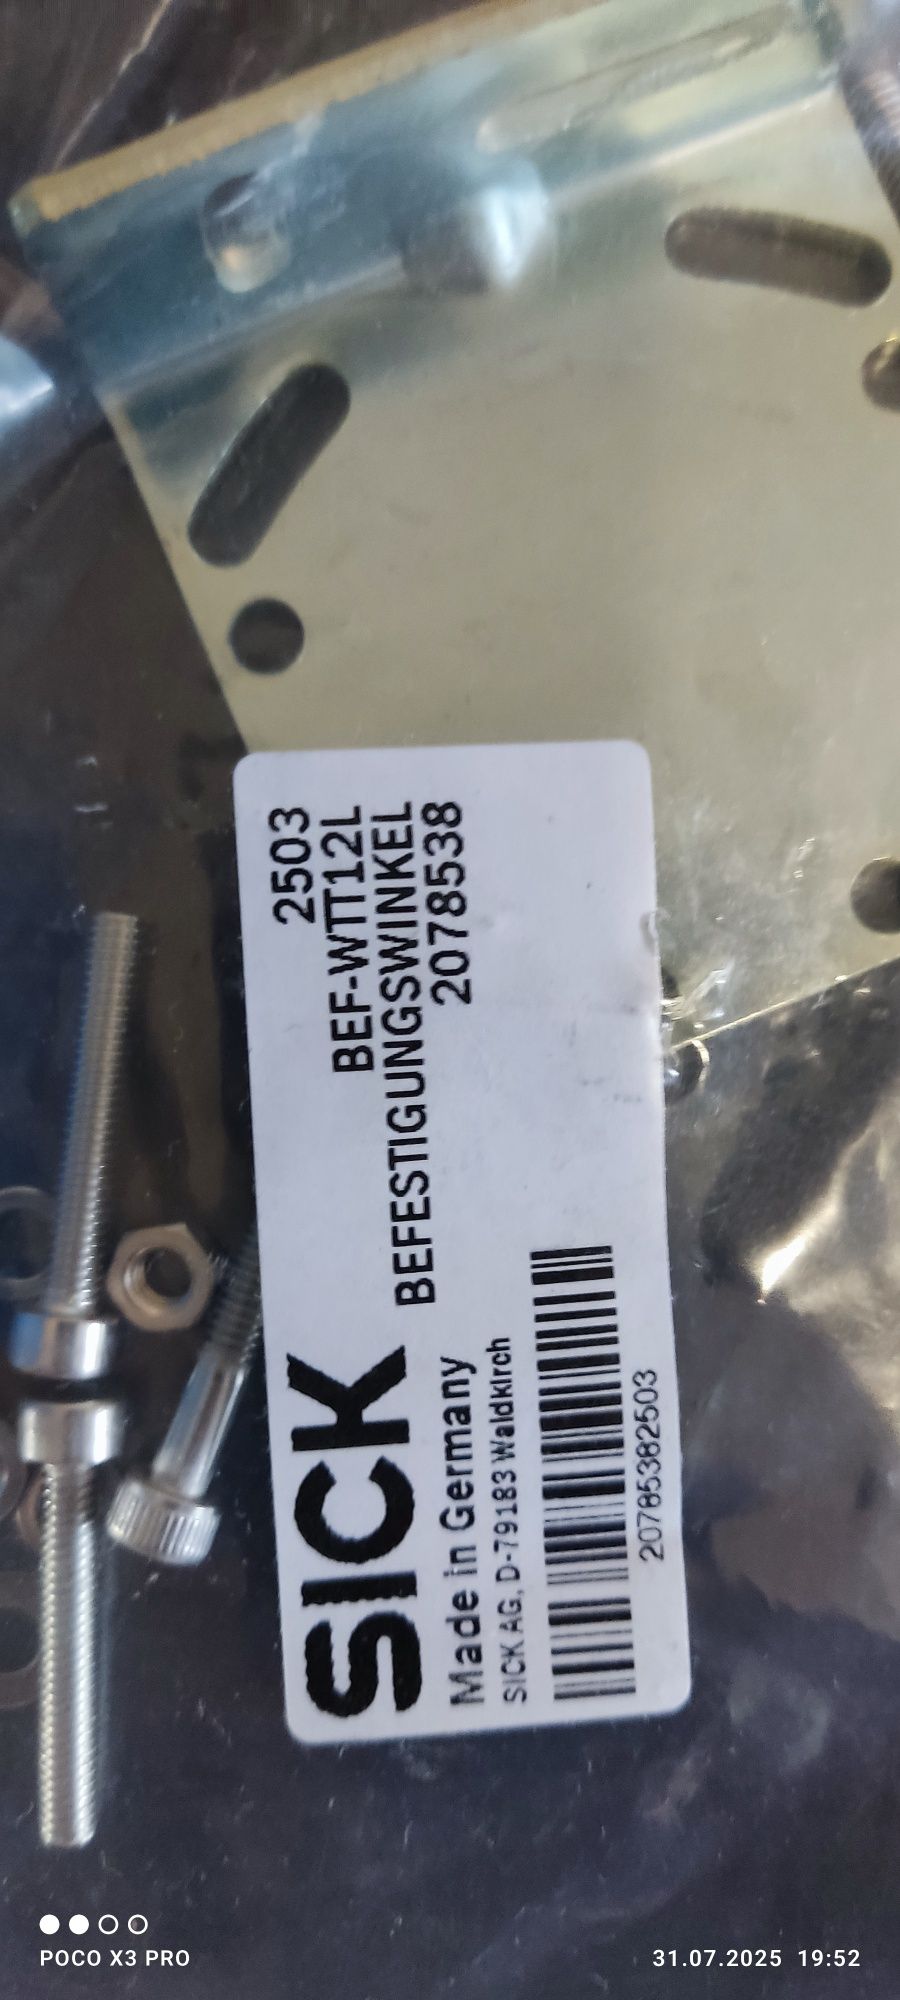 SICK
Made in Germany
SICK AG, D-79183 Waldkirch
20785382503
2503
BEF-WTT12L
BEFESTIGUNGSWINKEL
2078538
POCO X3 PRO
31.07.2025 19:52